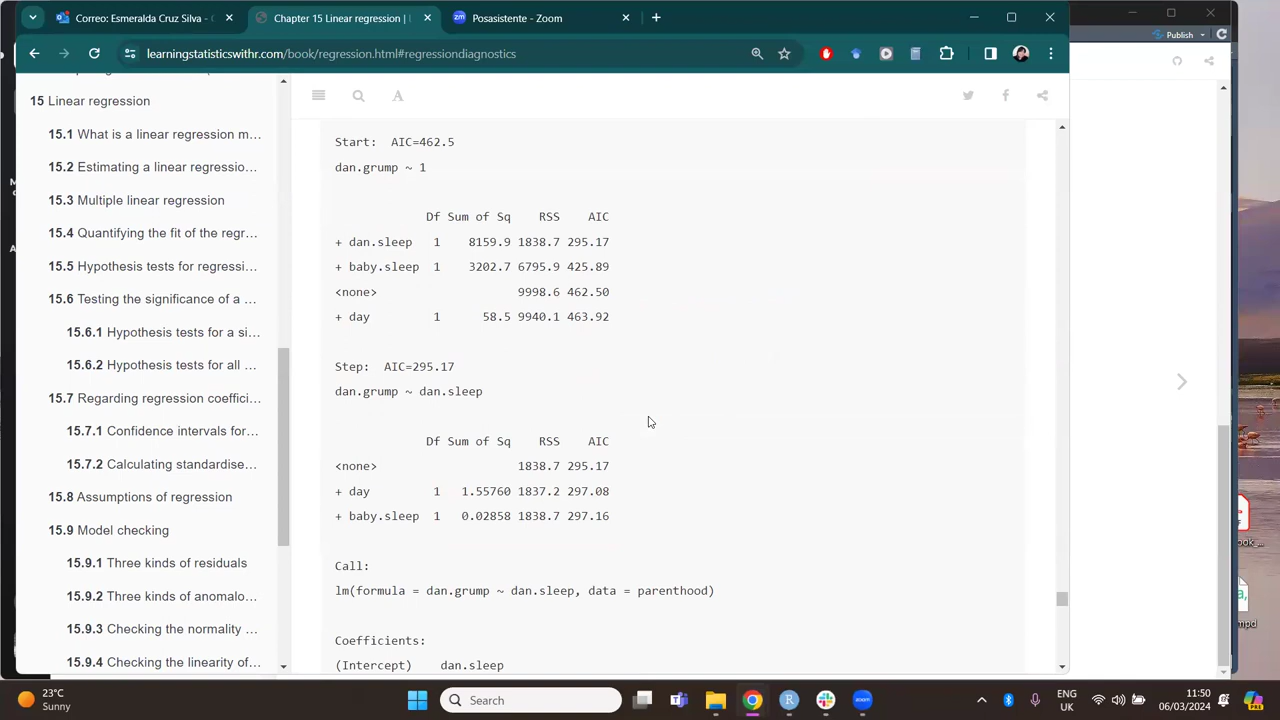 Correo: Esmeralda Cruz Silva -
Chapter 15 Linear regression |
Posasistente - Zoom
learningstatisticswithr.com/book/regression.html#regressiondiagnostics
Publish
15 Linear regression
15.1 What is a linear regression m...
15.2 Estimating a linear regressio...
15.3 Multiple linear regression
15.4 Quantifying the fit of the regr...
15.5 Hypothesis tests for regressi...
15.6 Testing the significance of a ...
15.6.1 Hypothesis tests for a si...
15.6.2 Hypothesis tests for all ...
15.7 Regarding regression coeffici...
15.7.1 Confidence intervals for...
15.7.2 Calculating standardise...
15.8 Assumptions of regression
15.9 Model checking
15.9.1 Three kinds of residuals
15.9.2 Three kinds of anomalo...
15.9.3 Checking the normality ...
15.9.4 Checking the linearity of...
Start: AIC=462.5
dan.grump ~ 1
Df Sum of Sq RSS AIC
+ dan.sleep 1 8159.9 1838.7 295.17
+ baby.sleep 1 3202.7 6795.9 425.89
<none> 9998.6 462.50
+ day 1 58.5 9940.1 463.92
Step: AIC=295.17
dan.grump ~ dan.sleep
Df Sum of Sq RSS AIC
<none> 1838.7 295.17
+ day 1 1.55760 1837.2 297.08
+ baby.sleep 1 0.02858 1838.7 297.16
Call:
lm(formula = dan.grump ~ dan.sleep, data = parenthood)
Coefficients:
(Intercept) dan.sleep
23°C
Sunny
Search
ENG
UK
11:50
06/03/2024